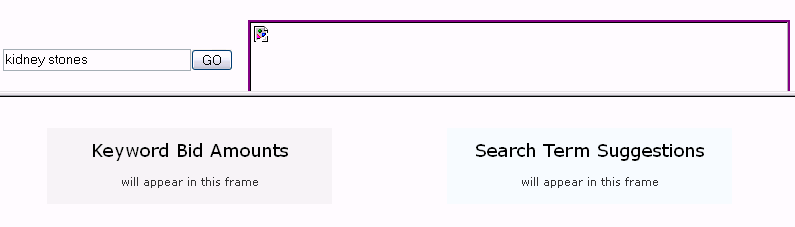 kidney stones GO
Keyword Bid Amounts
will appear in this frame
Search Term Suggestions
will appear in this frame